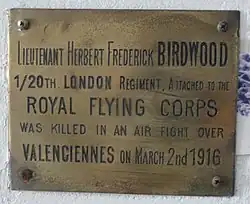 Lieutenant Herbert Frederick BIRDWOOD
1/20th London Regiment, Attached to the
ROYAL FLYING CORPS
WAS KILLED IN AN AIR FIGHT OVER
VALENCIENNES ON MARCH 2nd 1916